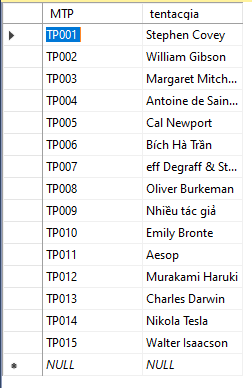 MTP tentacgia
TP001 Stephen Covey
TP002 William Gibson
TP003 Margaret Mitch...
TP004 Antoine de Sain...
TP005 Cal Newport
TP006 Bích Hà Trần
TP007 eff Degraff & St...
TP008 Oliver Burkeman
TP009 Nhiều tác giả
TP010 Emily Bronte
TP011 Aesop
TP012 Murakami Haruki
TP013 Charles Darwin
TP014 Nikola Tesla
TP015 Walter Isaacson
NULL NULL